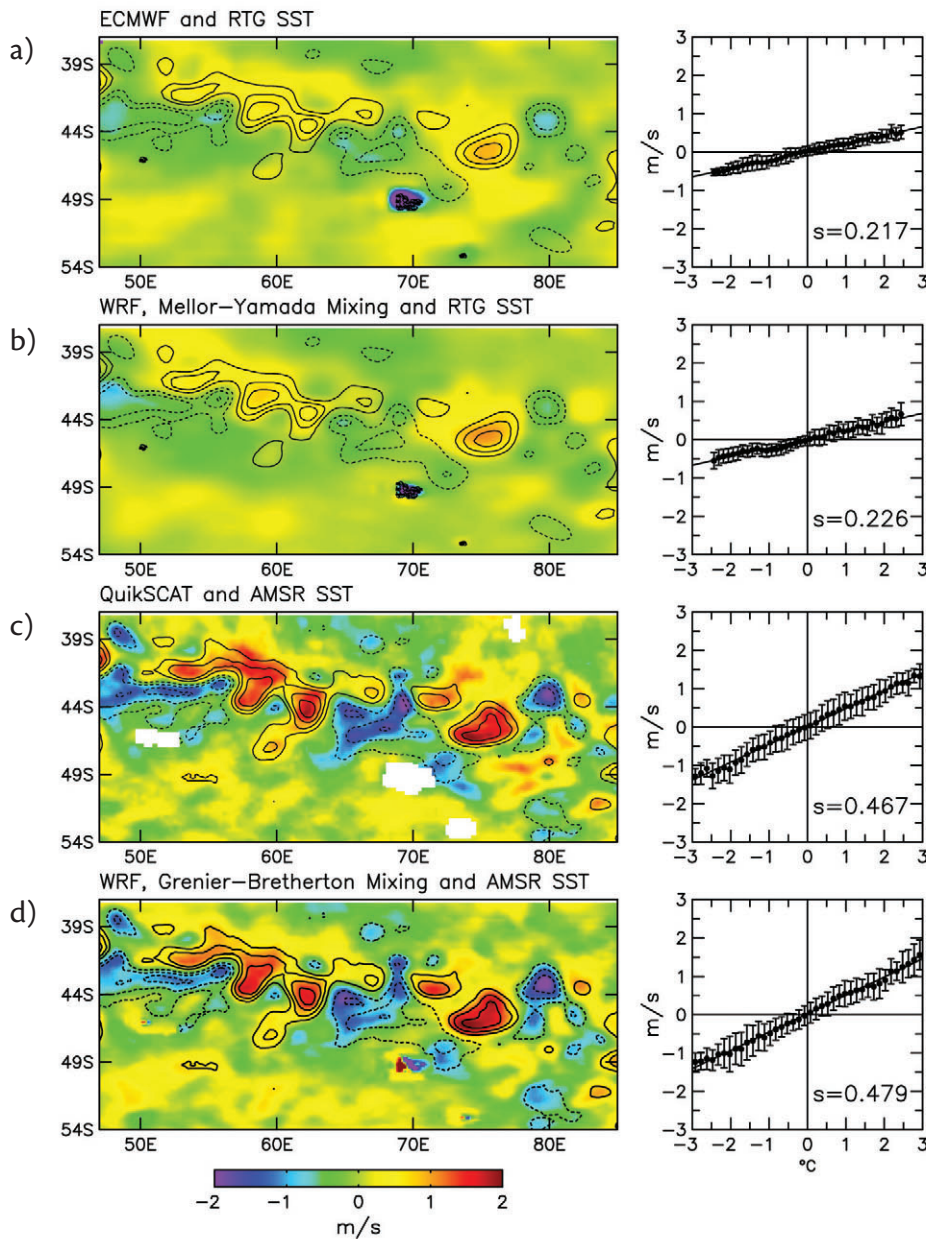 ECMWF and RTG SST
a)
39S
44S
49S
54S
50E 60E 70E 80E
3
2
1
0
-1
-2
-3
m/s
s=0.217
-3 -2 -1 0 1 2 3
WRF, Mellor-Yamada Mixing and RTG SST
b)
39S
44S
49S
54S
50E 60E 70E 80E
3
2
1
0
-1
-2
-3
m/s
s=0.226
-3 -2 -1 0 1 2 3
QuikSCAT and AMSR SST
c)
39S
44S
49S
54S
50E 60E 70E 80E
3
2
1
0
-1
-2
-3
m/s
s=0.467
-3 -2 -1 0 1 2 3
WRF, Grenier-Bretherton Mixing and AMSR SST
d)
39S
44S
49S
54S
50E 60E 70E 80E
3
2
1
0
-1
-2
-3
m/s
s=0.479
-3 -2 -1 0 1 2 3
°C
-2 -1 0 1 2
m/s